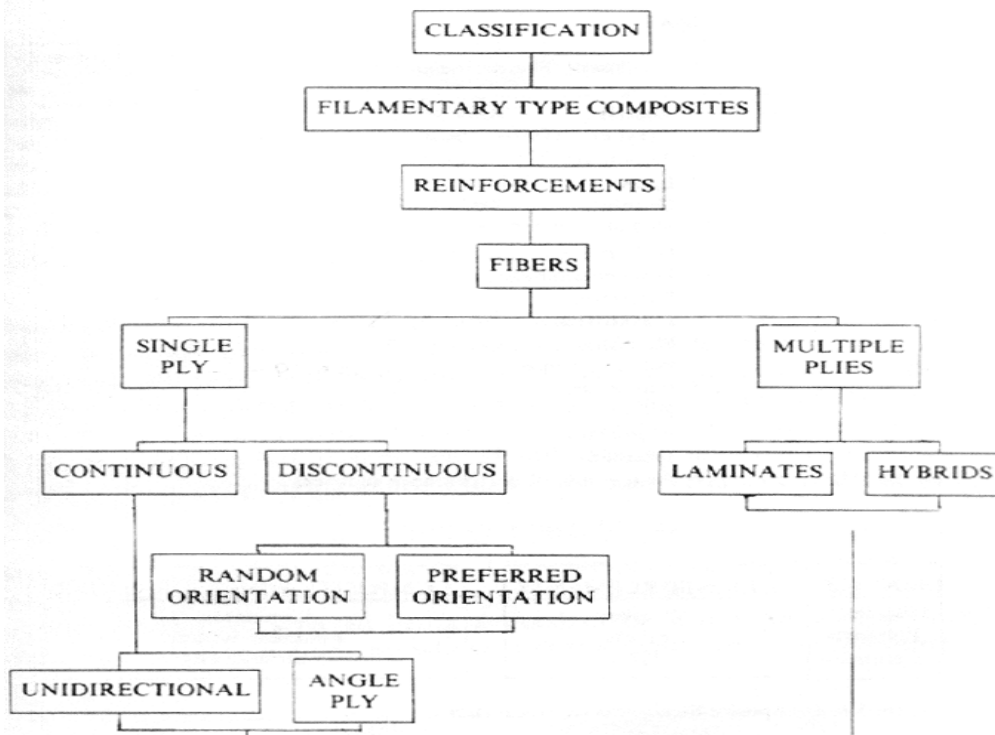 CLASSIFICATION
FILAMENTARY TYPE COMPOSITES
REINFORCEMENTS
FIBERS
SINGLE
PLY
MULTIPLE
PLIES
CONTINUOUS
DISCONTINUOUS
LAMINATES
HYBRIDS
RANDOM
ORIENTATION
PREFERRED
ORIENTATION
UNIDIRECTIONAL
ANGLE
PLY